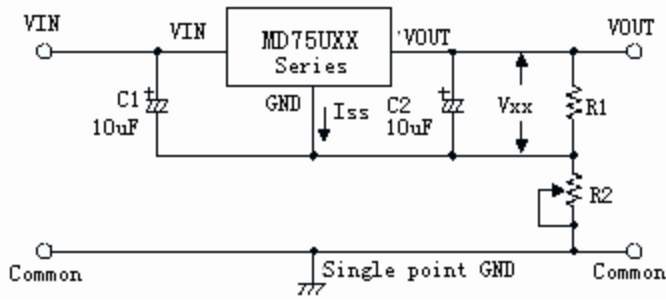 VIN
VIN
MD75UXX
Series
VOUT
VOUT
C1
+
10uF
GND
Iss
C2
+
10uF
Vxx
R1
R2
Common
Single point GND
Common